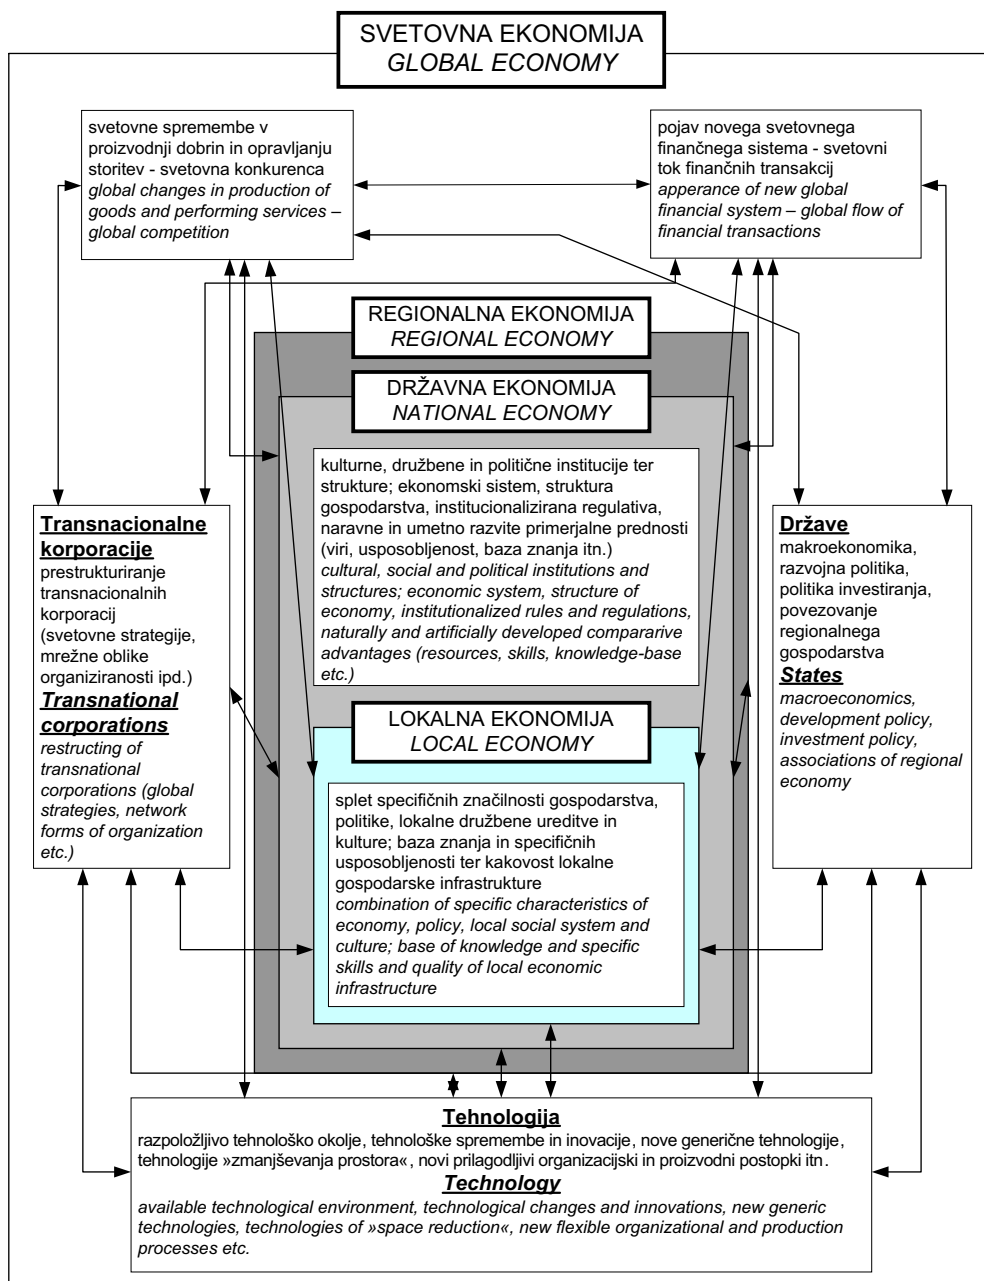 SVETOVNA EKONOMIJA
GLOBAL ECONOMY
svetovne spremembe v
proizvodnji dobrin in opravljanju
storitev - svetovna konkurenca
global changes in production of
goods and performing services –
global competition
pojav novega svetovnega
finančnega sistema - svetovni
tok finančnih transakcij
apperance of new global
financial system – global flow of
financial transactions
REGIONALNA EKONOMIJA
REGIONAL ECONOMY
DRŽAVNA EKONOMIJA
NATIONAL ECONOMY
kulturne, družbene in politične institucije ter
strukture; ekonomski sistem, struktura
gospodarstva, institucionalizirana regulativa,
naravne in umetno razvite primerjalne prednosti
(viri, usposobljenost, baza znanja itn.)
cultural, social and political institutions and
structures; economic system, structure of
economy, institutionalized rules and regulations,
naturally and artificially developed compararive
advantages (resources, skills, knowledge-base
etc.)
Transnacionalne
korporacije
prestrukturiranje
transnacionalnih
korporacij
(svetovne strategije,
mrežne oblike
organiziranosti ipd.)
Transnational
corporations
restructing of
transnational
corporations (global
strategies, network
forms of organization
etc.)
Države
makroekonomika,
razvojna politika,
politika investiranja,
povezovanje
regionalnega
gospodarstva
States
macroeconomics,
development policy,
investment policy,
associations of regional
economy
LOKALNA EKONOMIJA
LOCAL ECONOMY
splet specifičnih značilnosti gospodarstva,
politike, lokalne družbene ureditve in
kulture; baza znanja in specifičnih
usposobljenosti ter kakovost lokalne
gospodarske infrastrukture
combination of specific characteristics of
economy, policy, local social system and
culture; base of knowledge and specific
skills and quality of local economic
infrastructure
Tehnologija
razpoložljivo tehnološko okolje, tehnološke spremembe in inovacije, nove generične tehnologije,
tehnologije »zmanjševanja prostora«, novi prilagodljivi organizacijski in proizvodni postopki itn.
Technology
available technological environment, technological changes and innovations, new generic
technologies, technologies of »space reduction«, new flexible organizational and production
processes etc.